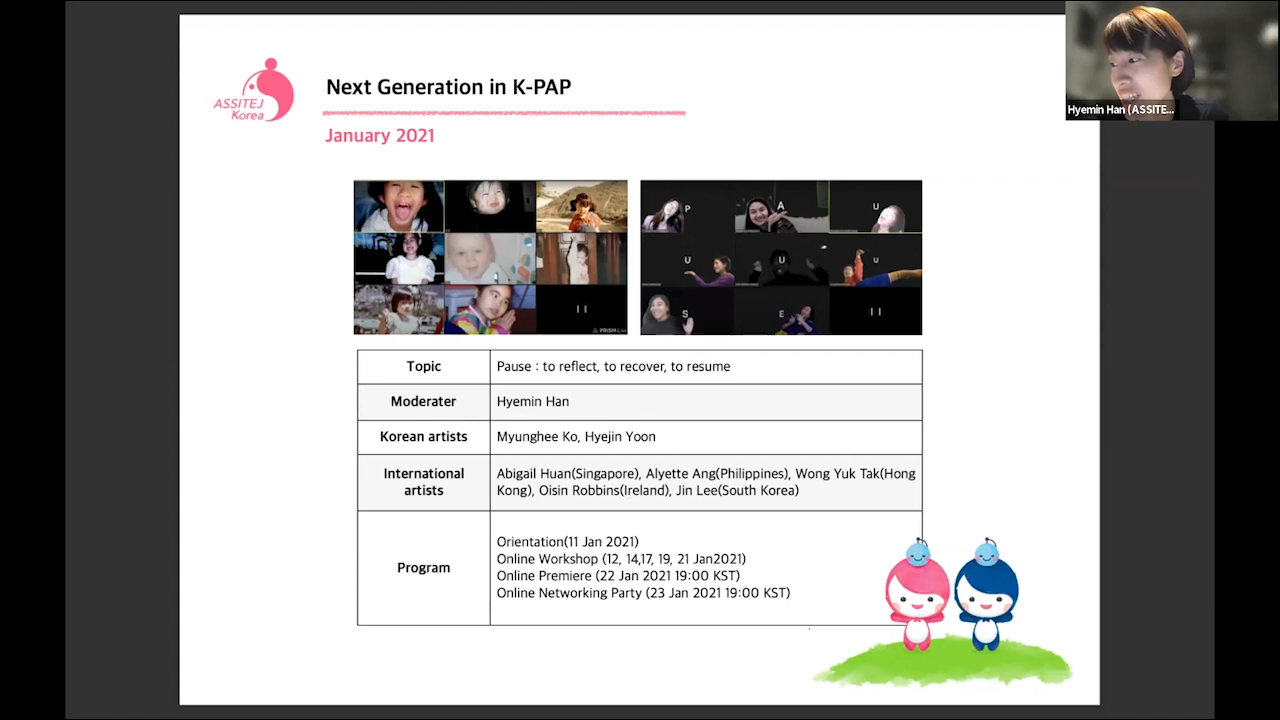 ASSITEJ
Korea
Next Generation in K-PAP
January 2021
Hyemin Han (ASSITE...
P
A
U
U
U
U
S
E
II
II
PRISM Live
Topic
Pause : to reflect, to recover, to resume
Moderater
Hyemin Han
Korean artists
Myunghee Ko, Hyejin Yoon
International
artists
Abigail Huan(Singapore), Alyette Ang(Philippines), Wong Yuk Tak(Hong
Kong), Oisin Robbins(Ireland), Jin Lee(South Korea)
Program
Orientation(11 Jan 2021)
Online Workshop (12, 14,17, 19, 21 Jan2021)
Online Premiere (22 Jan 2021 19:00 KST)
Online Networking Party (23 Jan 2021 19:00 KST)